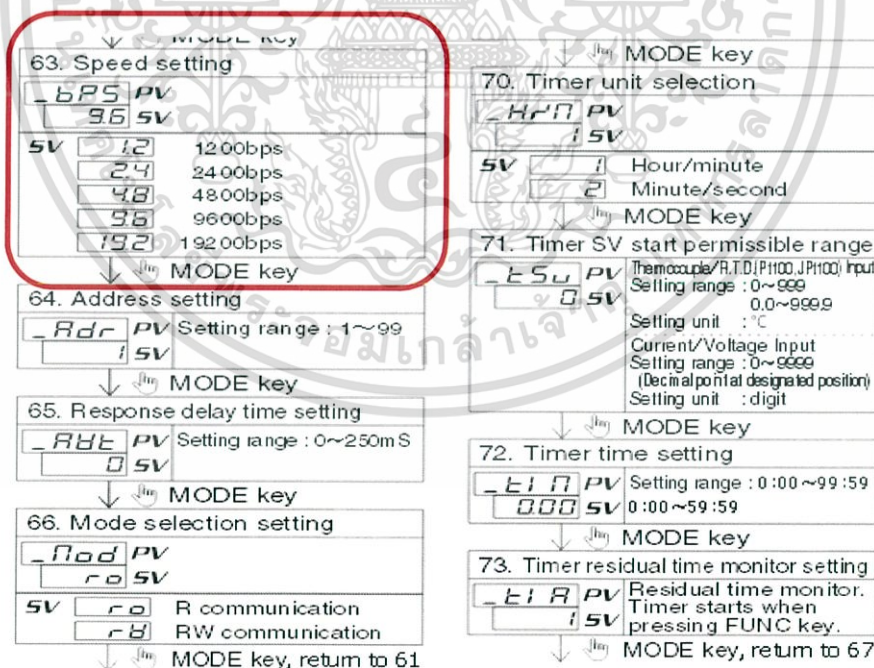 MODE key
63. Speed setting
_bPS PV
9.6 SV
SV 1.2 1200bps
2.4 2400bps
4.8 4800bps
9.6 9600bps
19.2 19200bps
MODE key
64. Address setting
_Adr PV Setting range : 1~99
1 SV
MODE key
65. Response delay time setting
_AWt PV Setting range : 0~250mS
0 SV
MODE key
66. Mode selection setting
_Mod PV
ro SV
SV ro R communication
rW RW communication
MODE key, return to 61
MODE key
70. Timer unit selection
_H/M PV
1 SV
SV 1 Hour/minute
2 Minute/second
MODE key
71. Timer SV start permissible range
_tSu PV Thermocouple/R.T.D.(Pt100, JPt100) Input
0 SV Setting range : 0~999
0.0~999.9
Setting unit : °C
Current/Voltage Input
Setting range : 0~9999
(Decimal point at designated position)
Setting unit : digit
MODE key
72. Timer time setting
_tIM PV Setting range : 0:00~99:59
0.00 SV 0:00~59:59
MODE key
73. Timer residual time monitor setting
_tIA PV Residual time monitor.
1 SV Timer starts when
pressing FUNC key.
MODE key, return to 67